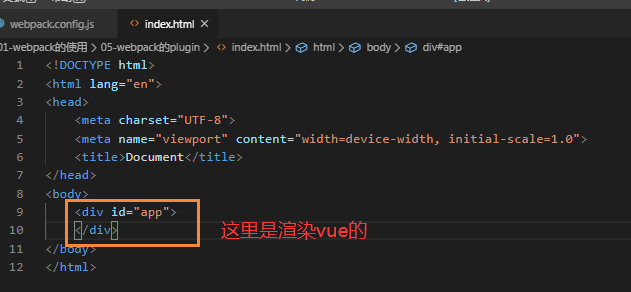 webpack.config.js index.html ×
01-webpack的使用 > 05-webpack的plugin > index.html > html > body > div#app
1 <!DOCTYPE html>
2 <html lang="en">
3 <head>
4 <meta charset="UTF-8">
5 <meta name="viewport" content="width=device-width, initial-scale=1.0">
6 <title>Document</title>
7 </head>
8 <body>
9 <div id="app">
10 </div> 这里是渲染vue的
11 </body>
12 </html>